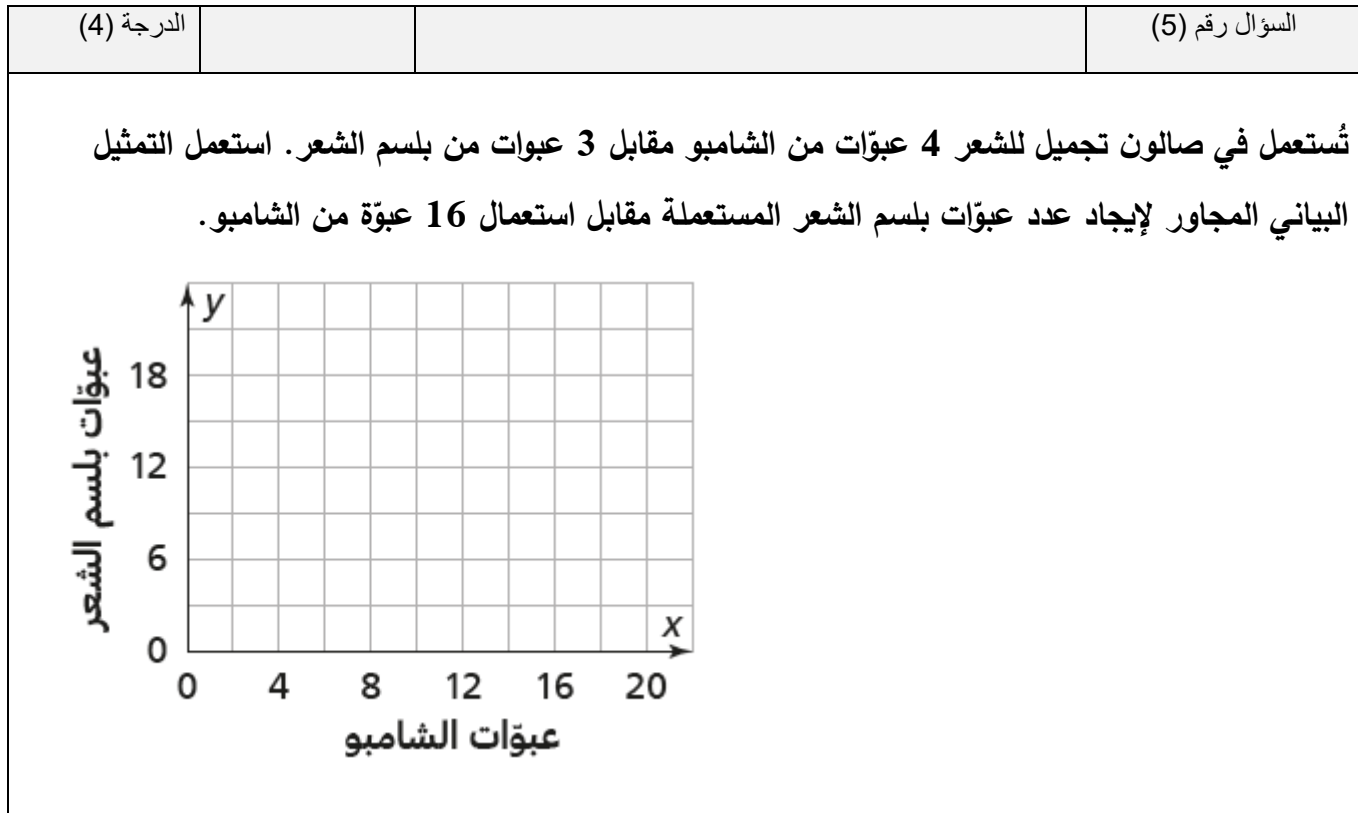 السؤال رقم (5)
الدرجة (4)
تُستعمل في صالون تجميل للشعر 4 عبوّات من الشامبو مقابل 3 عبوات من بلسم الشعر. استعمل التمثيل
البياني المجاور لإيجاد عدد عبوّات بلسم الشعر المستعملة مقابل استعمال 16 عبوّة من الشامبو.
y
عبوّات بلسم الشعر
18
12
6
0
x
0 4 8 12 16 20
عبوّات الشامبو